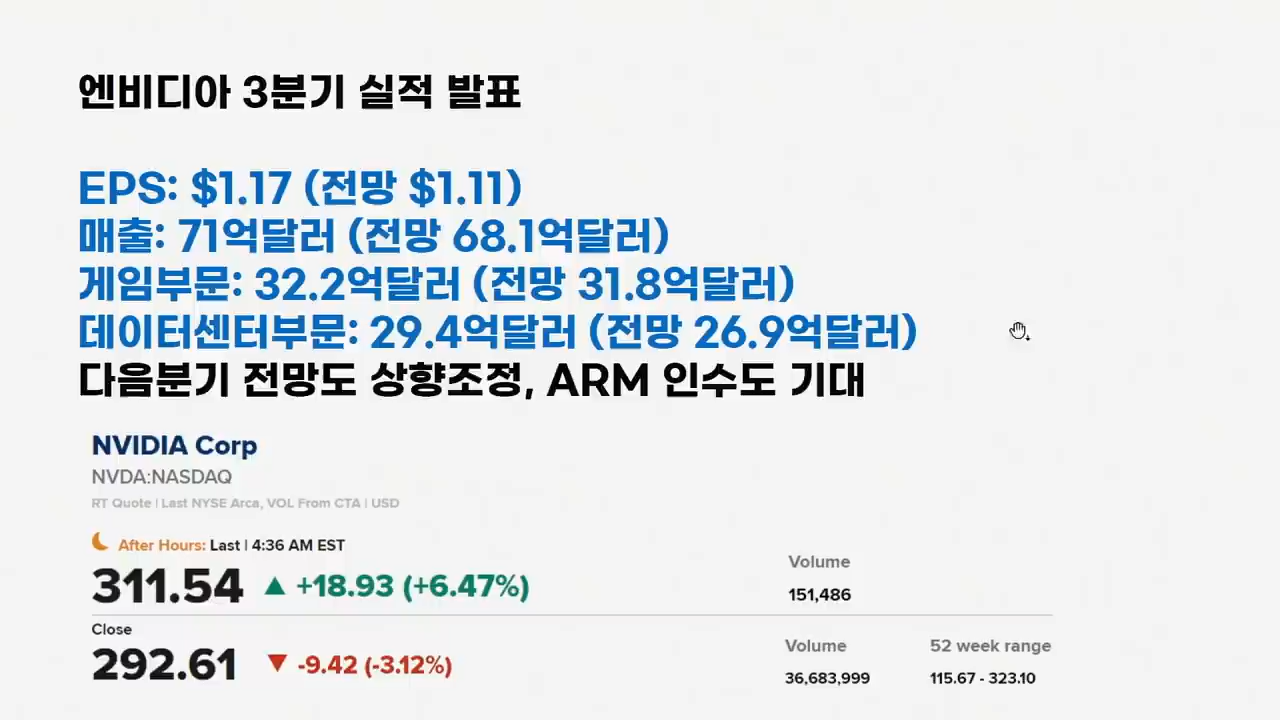 엔비디아 3분기 실적 발표
EPS: $1.17 (전망 $1.11)
매출: 71억달러 (전망 68.1억달러)
게임부문: 32.2억달러 (전망 31.8억달러)
데이터센터부문: 29.4억달러 (전망 26.9억달러)
다음분기 전망도 상향조정, ARM 인수도 기대
NVIDIA Corp
NVDA:NASDAQ
RT Quote | Last NYSE Arca, VOL From CTA | USD
After Hours: Last | 4:36 AM EST
311.54 ▲ +18.93 (+6.47%)
Volume
151,486
Close
292.61 ▼ -9.42 (-3.12%)
Volume 52 week range
36,683,999 115.67 - 323.10